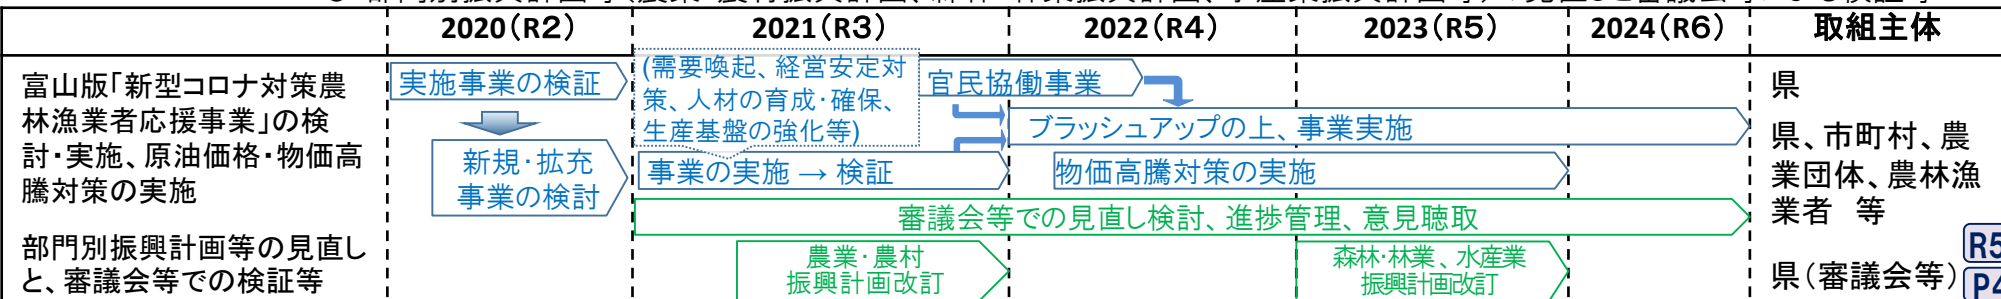 2020(R2) 2021(R3) 2022(R4) 2023(R5) 2024(R6) 取組主体
富山版「新型コロナ対策農
林漁業者応援事業」の検
討・実施、原油価格・物価高
騰対策の実施
実施事業の検証
新規・拡充
事業の検討
(需要喚起、経営安定対
策、人材の育成・確保、
生産基盤の強化等)
事業の実施 → 検証
官民協働事業
ブラッシュアップの上、事業実施
物価高騰対策の実施
県
県、市町村、農
業団体、農林漁
業者 等
審議会等での見直し検討、進捗管理、意見聴取
部門別振興計画等の見直し
と、審議会等での検証等
農業・農村
振興計画改訂
森林・林業、水産業
振興計画改訂
県(審議会等)
R5
P4